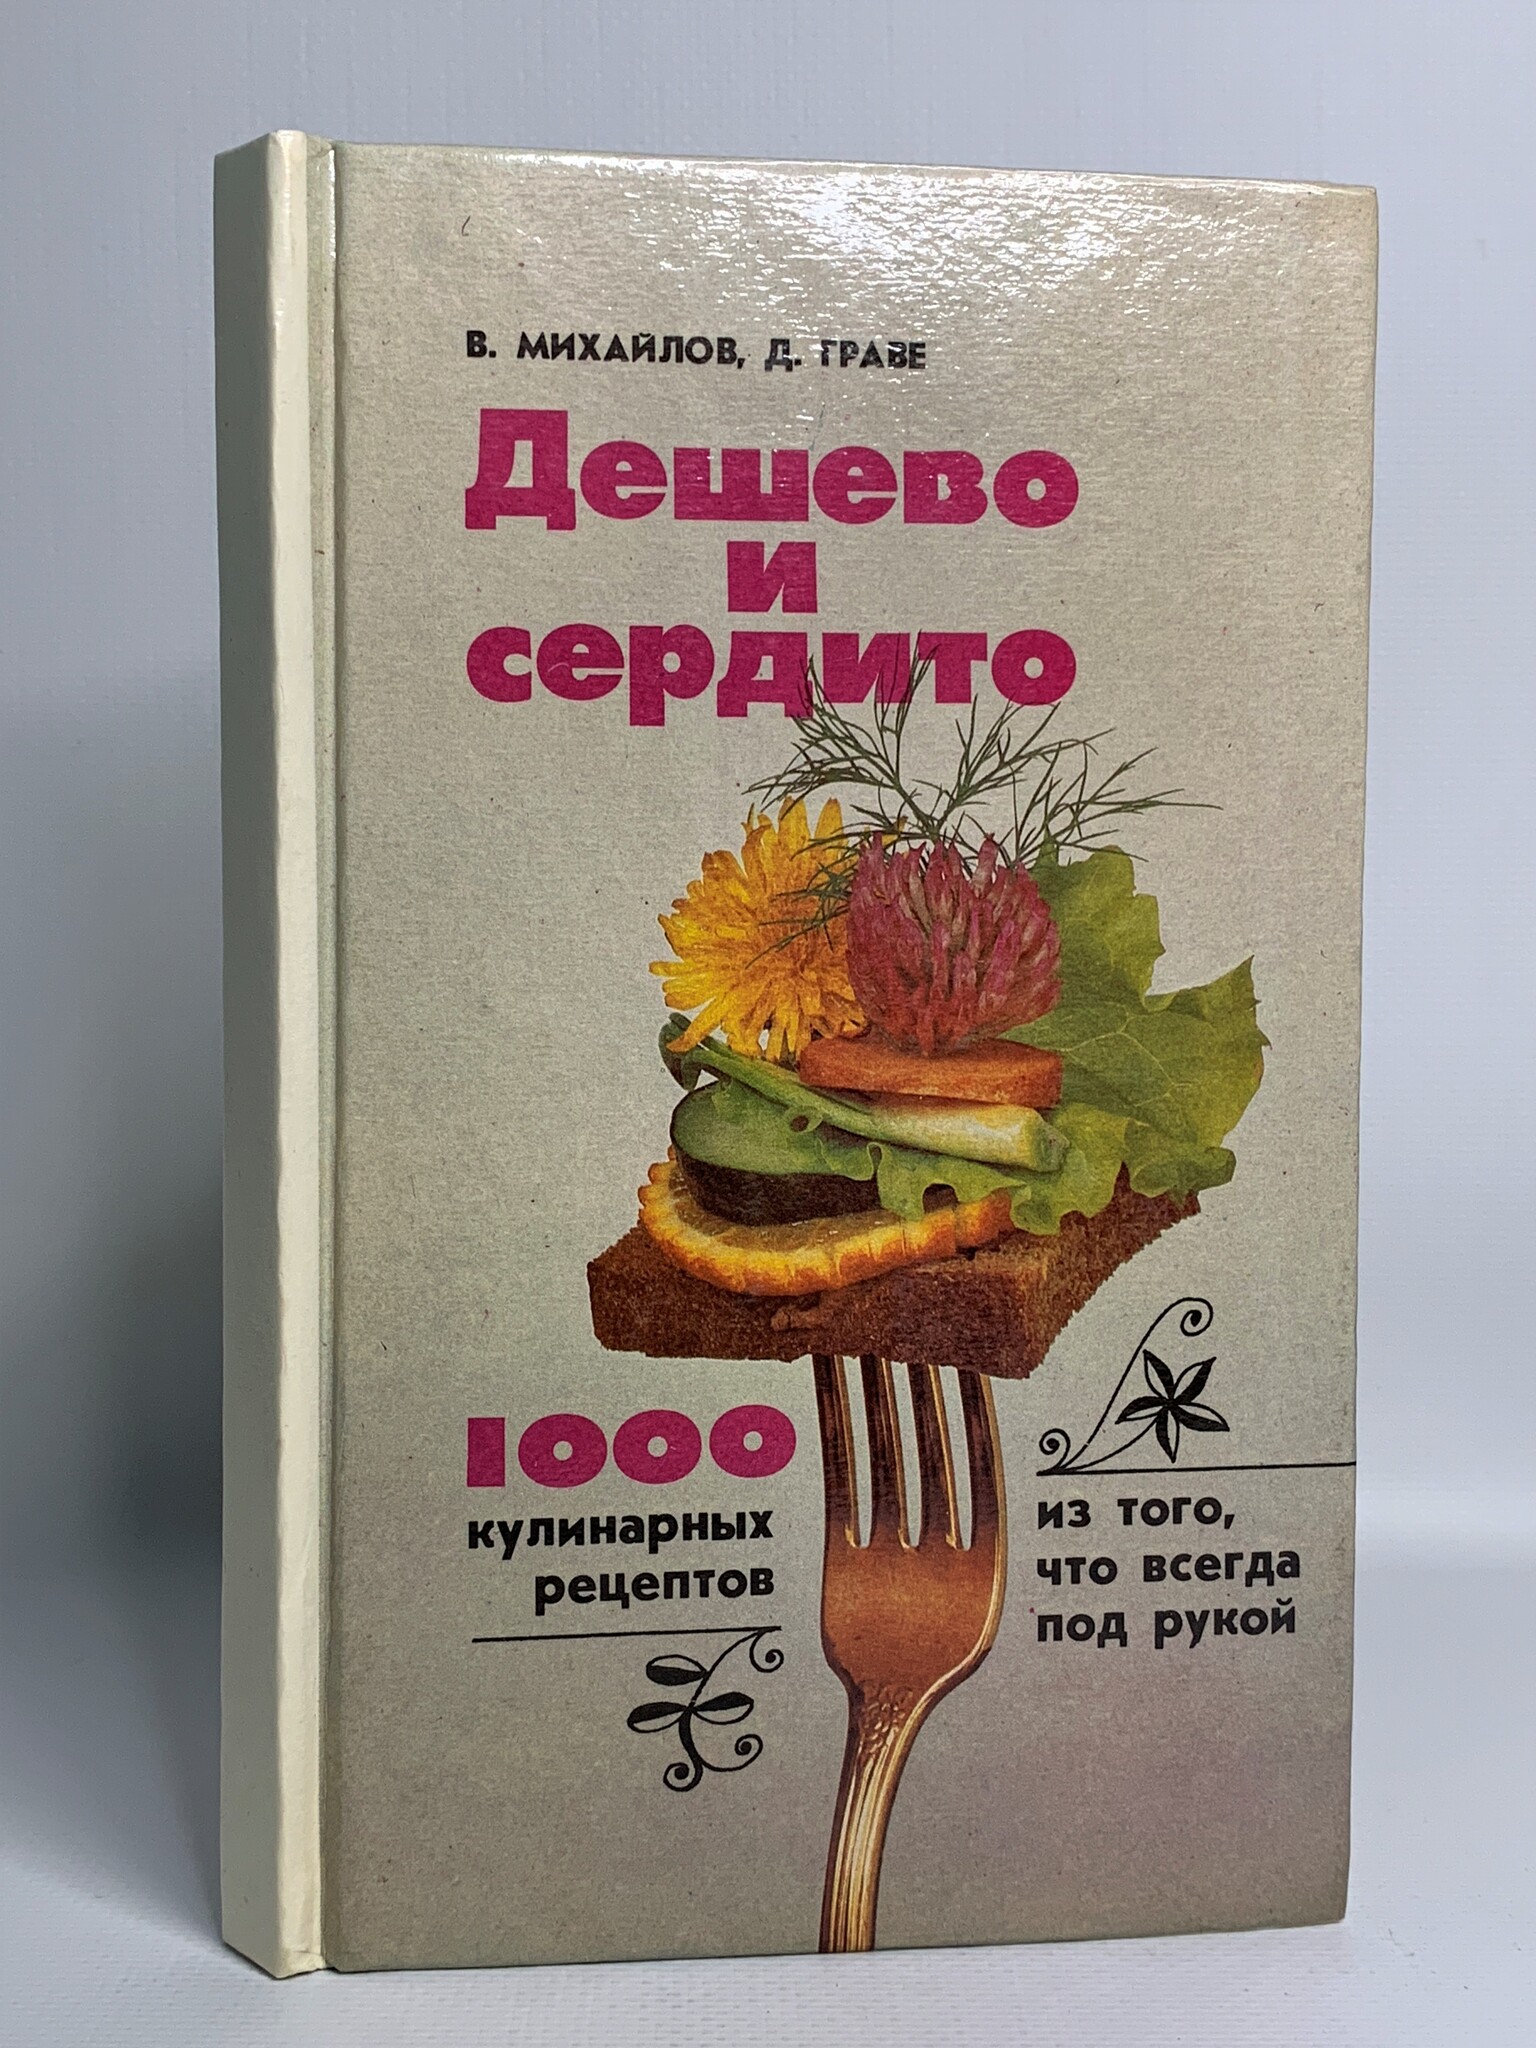 В. МИХАЙЛОВ, Д. ГРАВЕ
Дешево
и
сердито
1000
кулинарных
рецептов
из того,
что всегда
под рукой